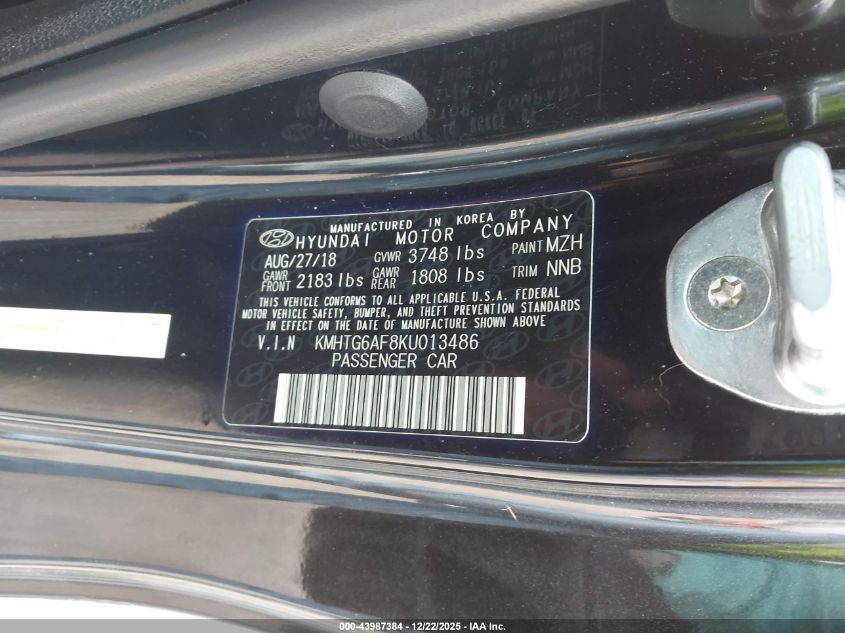 MANUFACTURED IN KOREA BY
HYUNDAI MOTOR COMPANY
AUG/27/18 GVWR 3748 lbs PAINT MZH
GAWR FRONT 2183 lbs GAWR REAR 1808 lbs TRIM NNB
THIS VEHICLE CONFORMS TO ALL APPLICABLE U.S.A. FEDERAL
MOTOR VEHICLE SAFETY, BUMPER, AND THEFT PREVENTION STANDARDS
IN EFFECT ON THE DATE OF MANUFACTURE SHOWN ABOVE
V.I.N KMHTG6AF8KU013486
PASSENGER CAR
000-43987384 | 12/22/2025 - IAA Inc.